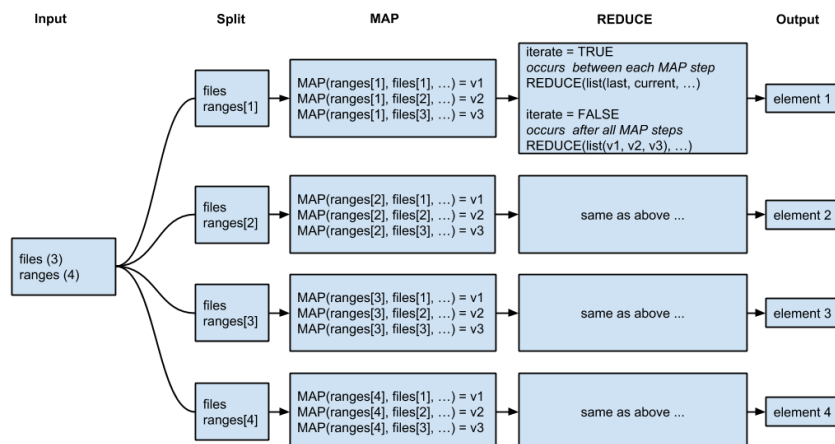 Input
Split
MAP
REDUCE
Output
files (3)
ranges (4)
files
ranges[1]
MAP(ranges[1], files[1], …) = v1
MAP(ranges[1], files[2], …) = v2
MAP(ranges[1], files[3], …) = v3
iterate = TRUE
occurs between each MAP step
REDUCE(list(last, current, …)
iterate = FALSE
occurs after all MAP steps
REDUCE(list(v1, v2, v3), …)
element 1
files
ranges[2]
MAP(ranges[2], files[1], …) = v1
MAP(ranges[2], files[2], …) = v2
MAP(ranges[2], files[3], …) = v3
same as above ...
element 2
files
ranges[3]
MAP(ranges[3], files[1], …) = v1
MAP(ranges[3], files[2], …) = v2
MAP(ranges[3], files[3], …) = v3
same as above ...
element 3
files
ranges[4]
MAP(ranges[4], files[1], …) = v1
MAP(ranges[4], files[2], …) = v2
MAP(ranges[4], files[3], …) = v3
same as above ...
element 4